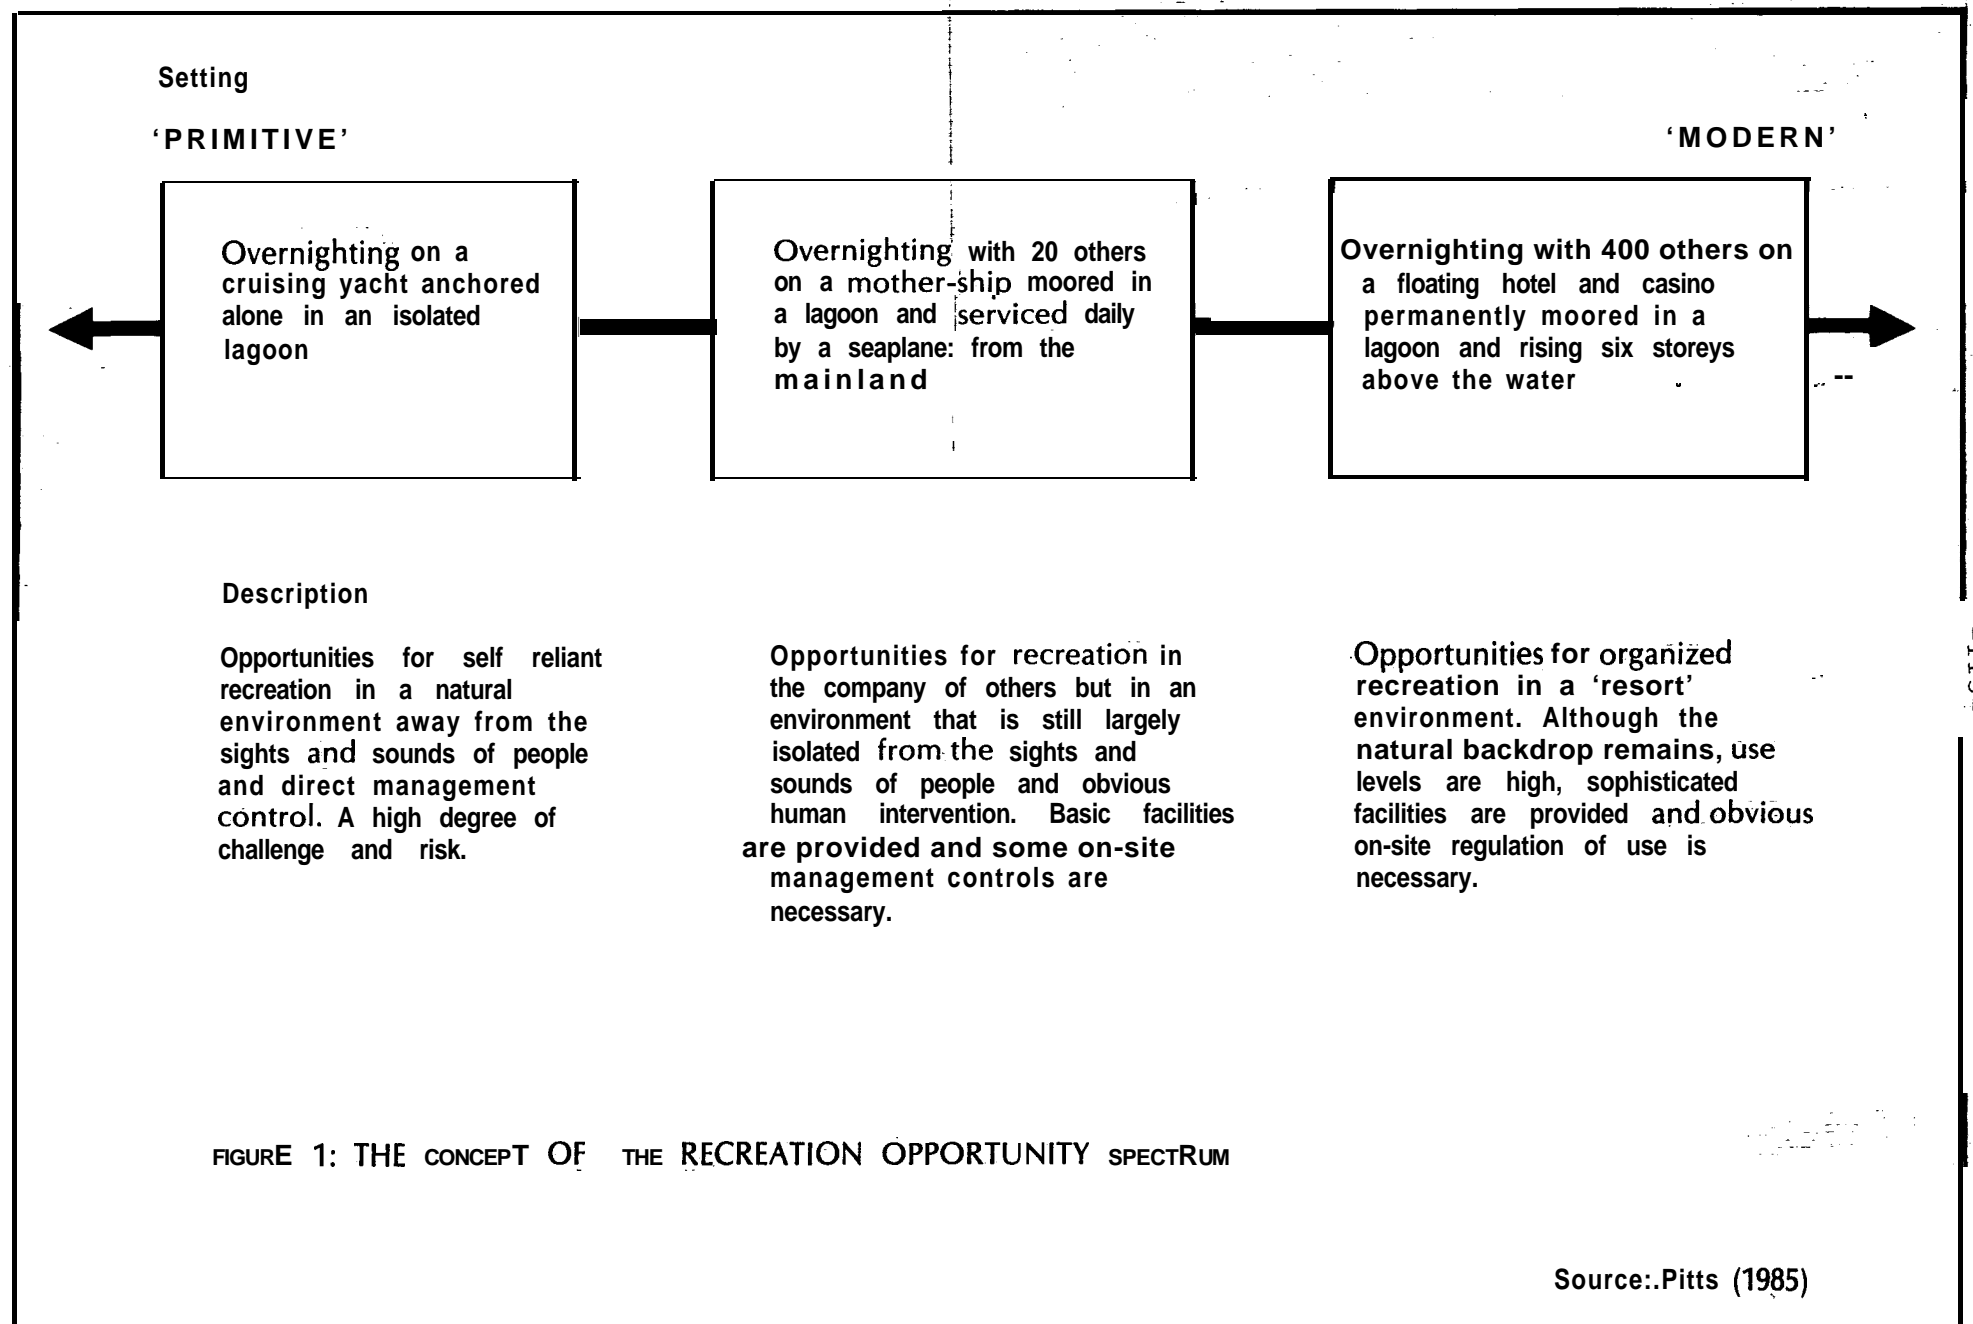 Setting
‘PRIMITIVE’
‘MODERN’
Overnighting on a
cruising yacht anchored
alone in an isolated
lagoon
Overnighting with 20 others
on a mother-ship moored in
a lagoon and serviced daily
by a seaplane: from the
mainland
Overnighting with 400 others on
a floating hotel and casino
permanently moored in a
lagoon and rising six storeys
above the water
Description
Opportunities for self reliant
recreation in a natural
environment away from the
sights and sounds of people
and direct management
control. A high degree of
challenge and risk.
Opportunities for recreation in
the company of others but in an
environment that is still largely
isolated from the sights and
sounds of people and obvious
human intervention. Basic facilities
are provided and some on-site
management controls are
necessary.
Opportunities for organized
recreation in a ‘resort’
environment. Although the
natural backdrop remains, use
levels are high, sophisticated
facilities are provided and obvious
on-site regulation of use is
necessary.
FIGURE 1: THE CONCEPT OF THE RECREATION OPPORTUNITY SPECTRUM
Source:.Pitts (1985)